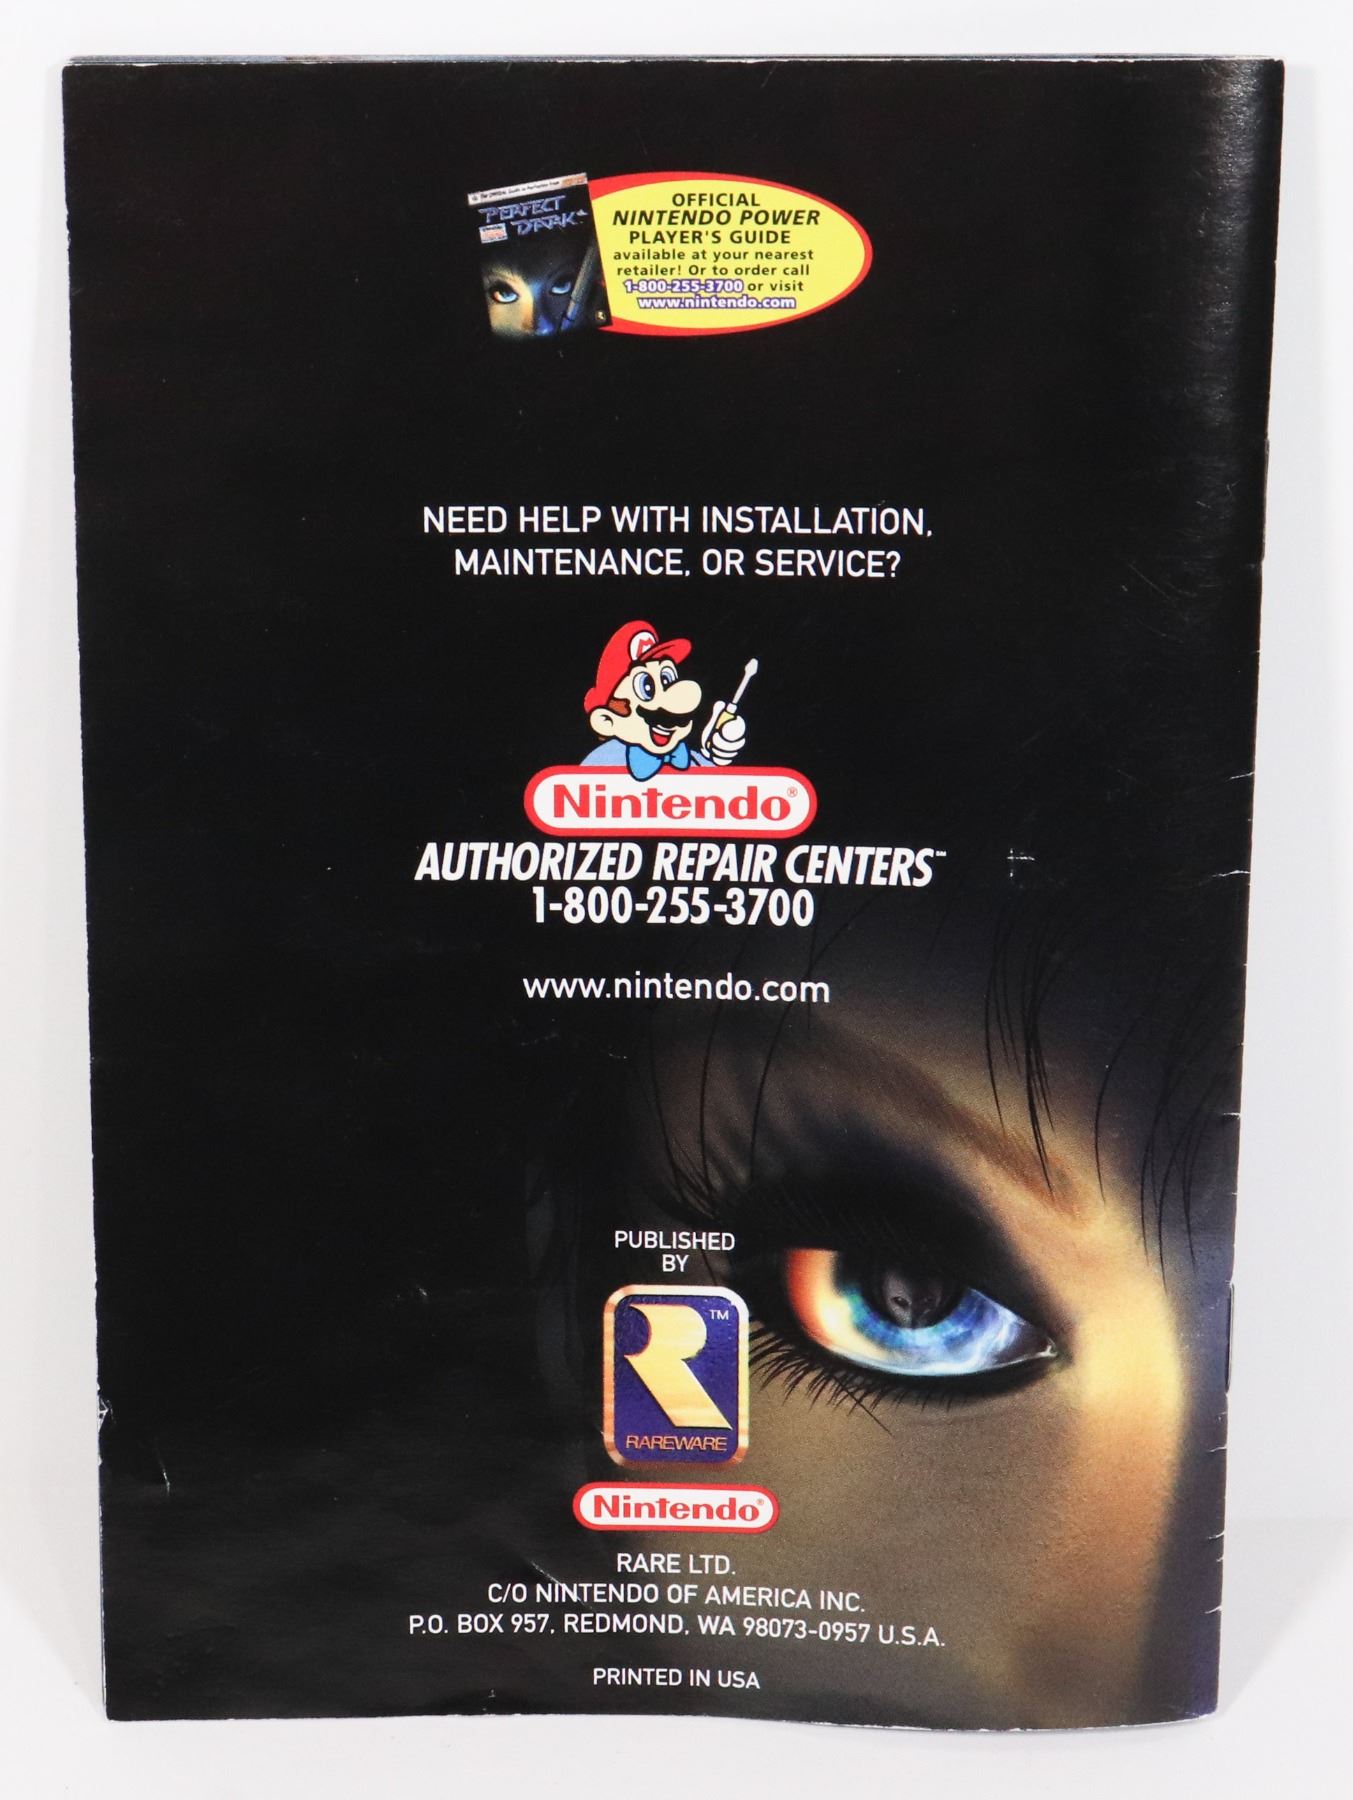 PERFECT
DARK
OFFICIAL
NINTENDO POWER
PLAYER'S GUIDE
available at your nearest
retailer! Or to order call
1-800-255-3700 or visit
www.nintendo.com
NEED HELP WITH INSTALLATION,
MAINTENANCE, OR SERVICE?
M
Nintendo®
AUTHORIZED REPAIR CENTERS℠
1-800-255-3700
www.nintendo.com
PUBLISHED
BY
R™
RAREWARE
Nintendo®
RARE LTD.
C/O NINTENDO OF AMERICA INC.
P.O. BOX 957, REDMOND, WA 98073-0957 U.S.A.
PRINTED IN USA